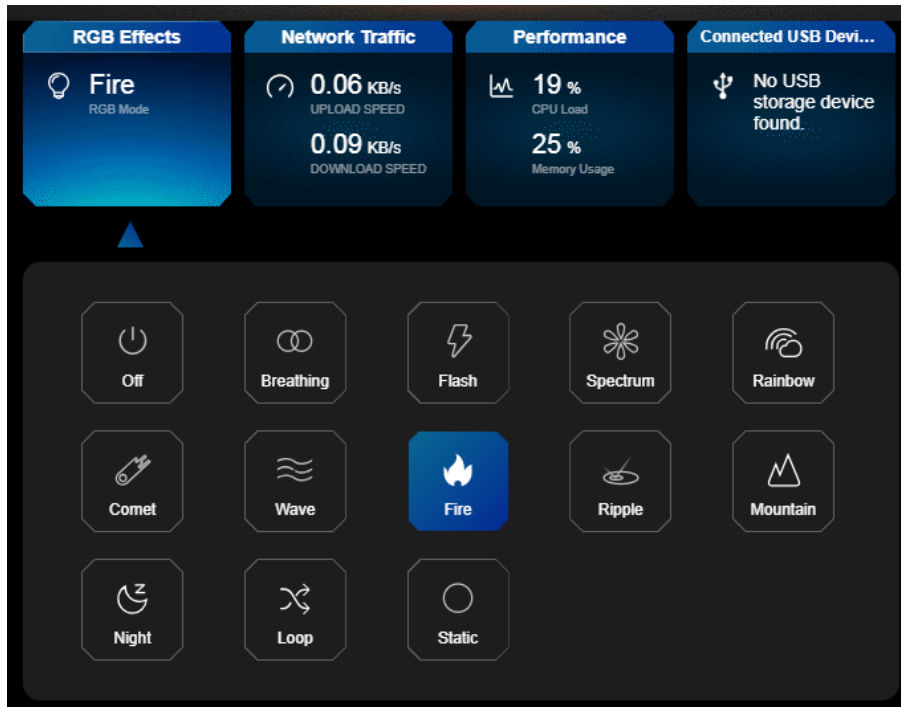 RGB Effects
Network Traffic
Performance
Connected USB Devi...
Fire
RGB Mode
0.06 KB/s
UPLOAD SPEED
0.09 KB/s
DOWNLOAD SPEED
19 %
CPU Load
25 %
Memory Usage
No USB
storage device
found.
Off
Breathing
Flash
Spectrum
Rainbow
Comet
Wave
Fire
Ripple
Mountain
Night
Loop
Static